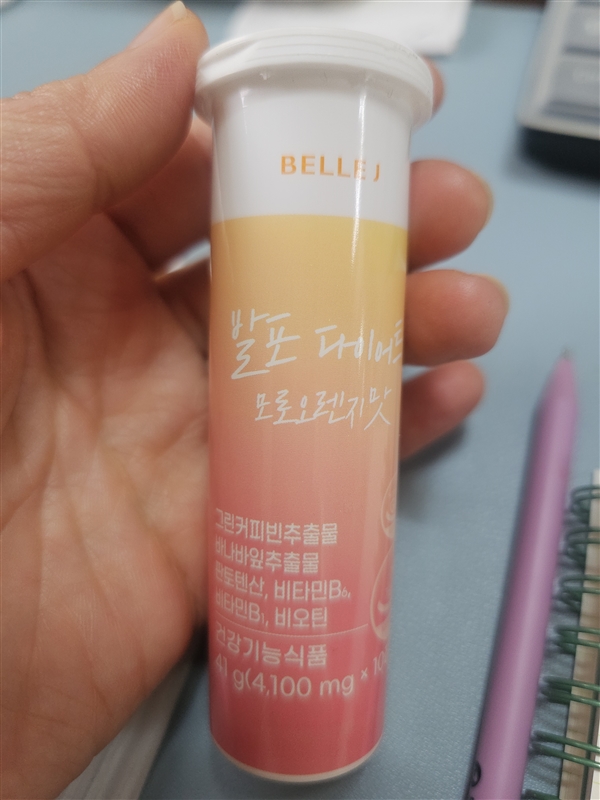 BELLE J
발포 다이어트
모로오렌지맛
그린커피빈추출물
바나바잎추출물
판토텐산, 비타민B₆,
비타민B₁, 비오틴
건강기능식품
41 g(4,100 mg × 10